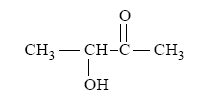 O
CH₃ — CH – C – CH₃
OH